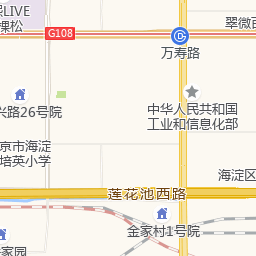 LIVE
棵松
G108
翠微百
万寿路
兴路26号院
中华人民共和国
工业和信息化部
京市海淀
培英小学
海淀区
莲花池西路
金家村1号院
家园